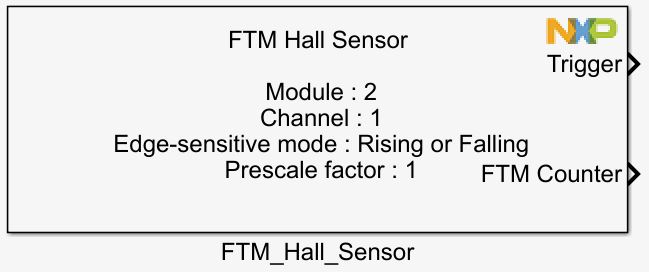 FTM Hall Sensor
NXP
Trigger
Module : 2
Channel : 1
Edge-sensitive mode : Rising or Falling
Prescale factor : 1
FTM Counter
FTM_Hall_Sensor